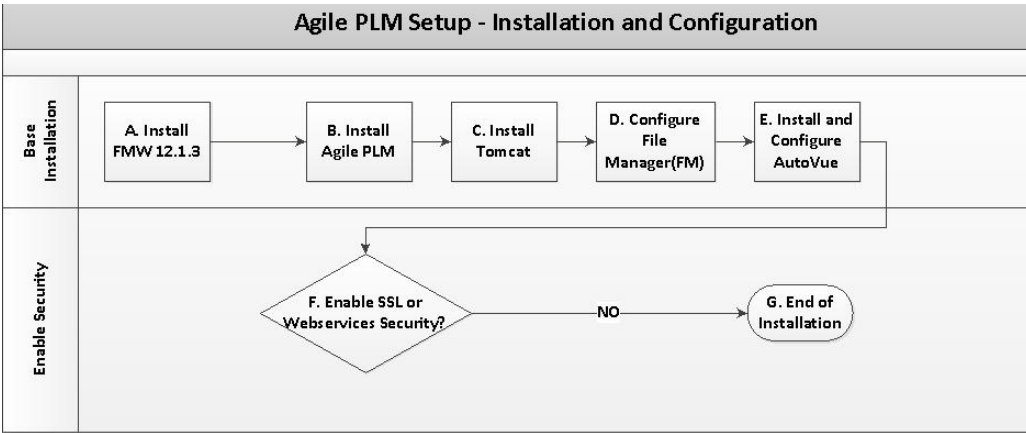 Agile PLM Setup - Installation and Configuration
Base
Installation
A. Install
FMW 12.1.3
B. Install
Agile PLM
C. Install
Tomcat
D. Configure
File
Manager(FM)
E. Install and
Configure
AutoVue
Enable Security
F. Enable SSL or
Webservices Security?
NO
G. End of
Installation